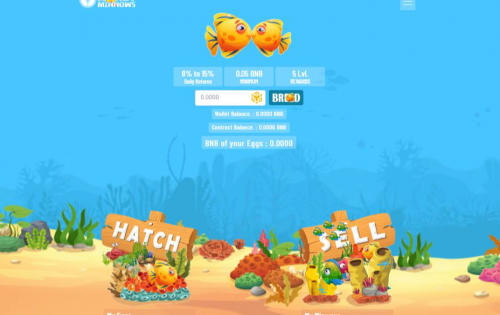 MINNOWS
8% to 15%
Daily Returns
0.05 BNB
MINIMUM
5 Lvl.
REWARDS
0.0000
Wallet Balance. : 0.0000 BNB
Contract Balance. : 0.0000 BNB
BNB of your Eggs : 0.0000
HATCH
SELL